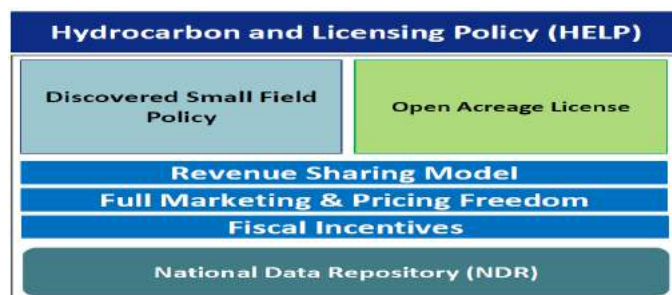 Hydrocarbon and Licensing Policy (HELP)
Discovered Small Field
Policy
Open Acreage License
Revenue Sharing Model
Full Marketing & Pricing Freedom
Fiscal Incentives
National Data Repository (NDR)